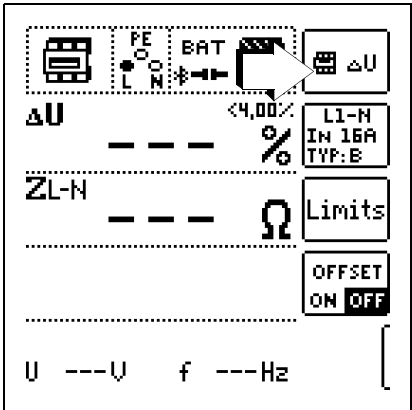 PE
BAT
L N
ΔU
ΔU
<4,00%
--- %
L1-N
IN 16A
TYP:B
ZL-N
--- Ω
Limits
OFFSET
ON OFF
U ---V f ---Hz